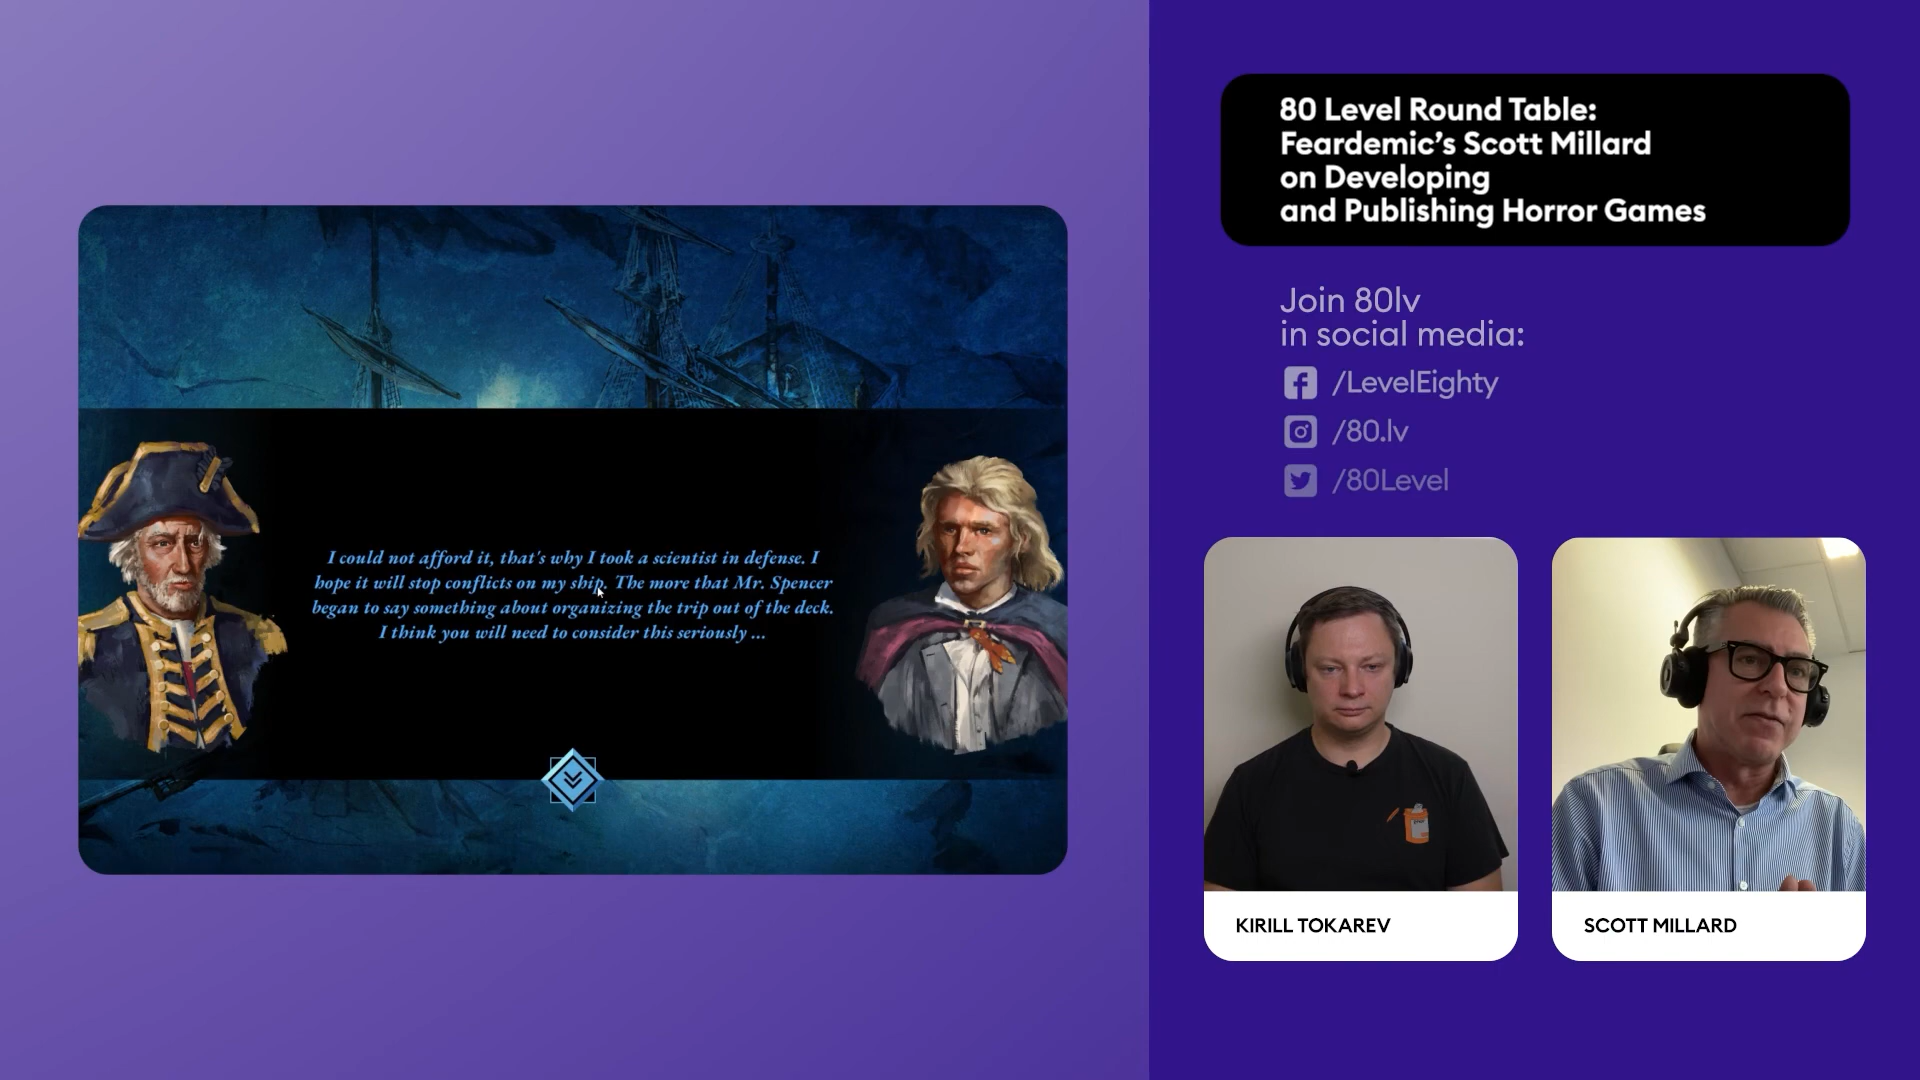 80 Level Round Table:
Feardemic’s Scott Millard
on Developing
and Publishing Horror Games
Join 80lv
in social media:
/LevelEighty
/80.lv
/80Level
I could not afford it, that's why I took a scientist in defense. I
hope it will stop conflicts on my ship. The more that Mr. Spencer
began to say something about organizing the trip out of the deck.
I think you will need to consider this seriously ...
KIRILL TOKAREV
SCOTT MILLARD